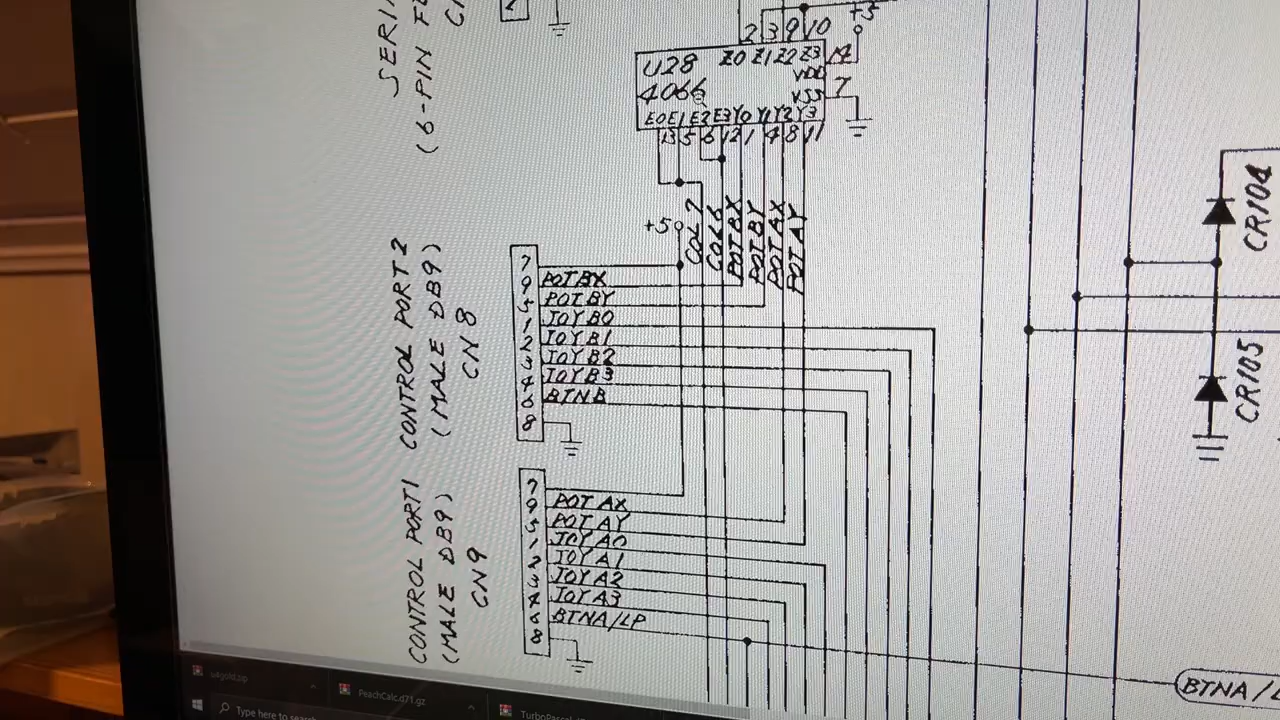 SERI
(6-PIN F
+5
2 3 9 10
Z0 Z1 Z2 Z3 14
U28
VDD
4066
VSS 7
E0 E1 E2 E3 Y0 Y1 Y2 Y3
13 5 6 12 1 4 8 11
COL 7
COL 6
POT BX
POT BY
POT AX
POT AY
+5
CONTROL PORT 2
(MALE DB9)
CN8
7
9 POT BX
5 POT BY
1 JOY B0
2 JOY B1
3 JOY B2
4 JOY B3
6 BTNB
8
CONTROL PORT 1
(MALE DB9)
CN9
7
9 POT AX
5 POT AY
1 JOY A0
2 JOY A1
3 JOY A2
4 JOY A3
6 BTNA/LP
8
CR104
CR105
BTNA/L
u4gold.zip
PeachCalc.d71.gz
Type here to search